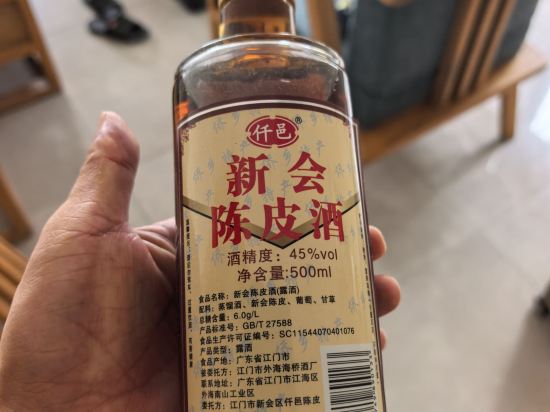 仟邑®
新会
陈皮酒
酒精度：45%vol
净含量:500ml
食品名称：新会陈皮酒(露酒)
配料：蒸馏酒、新会陈皮、葡萄、甘草
总糖含量：6.0g/L
产品标准号：GB/T 27588
食品生产许可证编号：SC11544070401076
产品类型：露酒
食品产地：广东省江门市
受委托方：江门市外海海桥酒厂
联系地址：广东省江门市江海区
外海南山工业区
委托方：江门市新会区仟邑陈皮